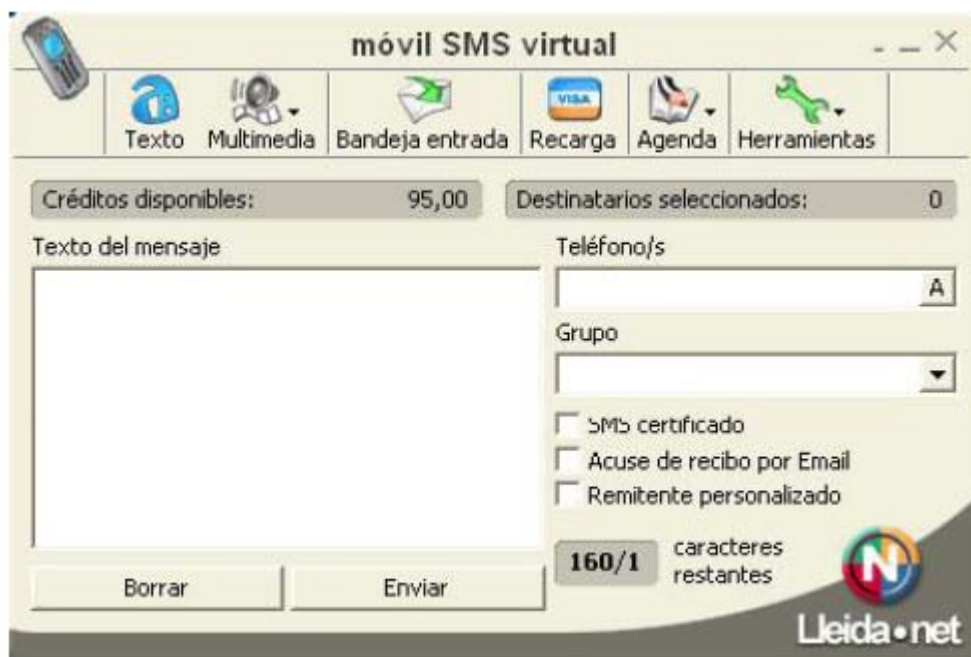 móvil SMS virtual
Texto
Multimedia
Bandeja entrada
VISA
Recarga
Agenda
Herramientas
Créditos disponibles: 95,00
Destinatarios seleccionados: 0
Texto del mensaje
Teléfono/s
A
Grupo
SMS certificado
Acuse de recibo por Email
Remitente personalizado
160/1
caracteres
restantes
Borrar
Enviar
N
Lleida.net